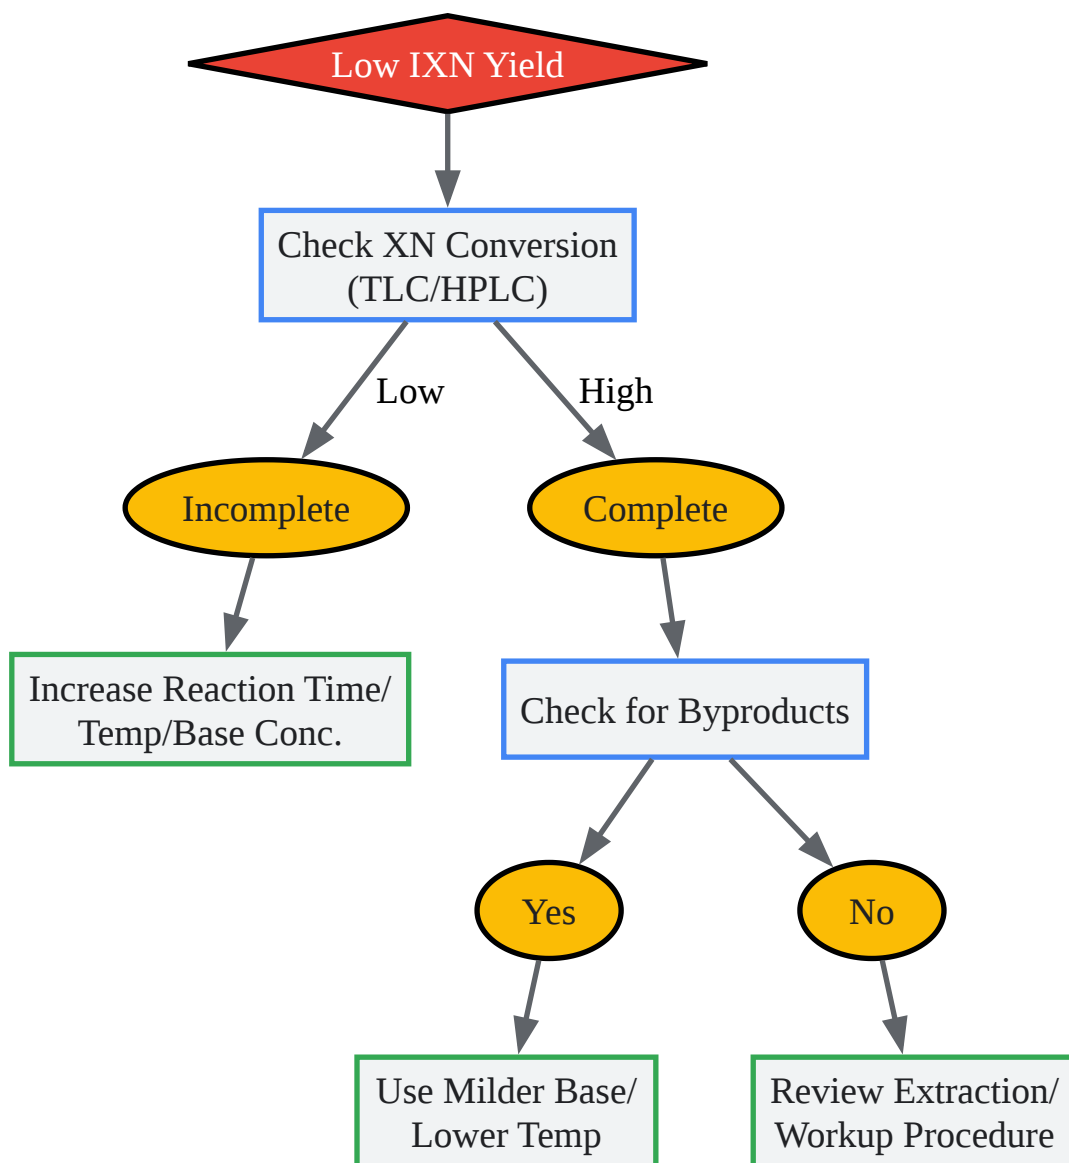 Low IXN Yield
Check XN Conversion
(TLC/HPLC)
Low
High
Incomplete
Complete
Increase Reaction Time/
Temp/Base Conc.
Check for Byproducts
Yes
No
Use Milder Base/
Lower Temp
Review Extraction/
Workup Procedure